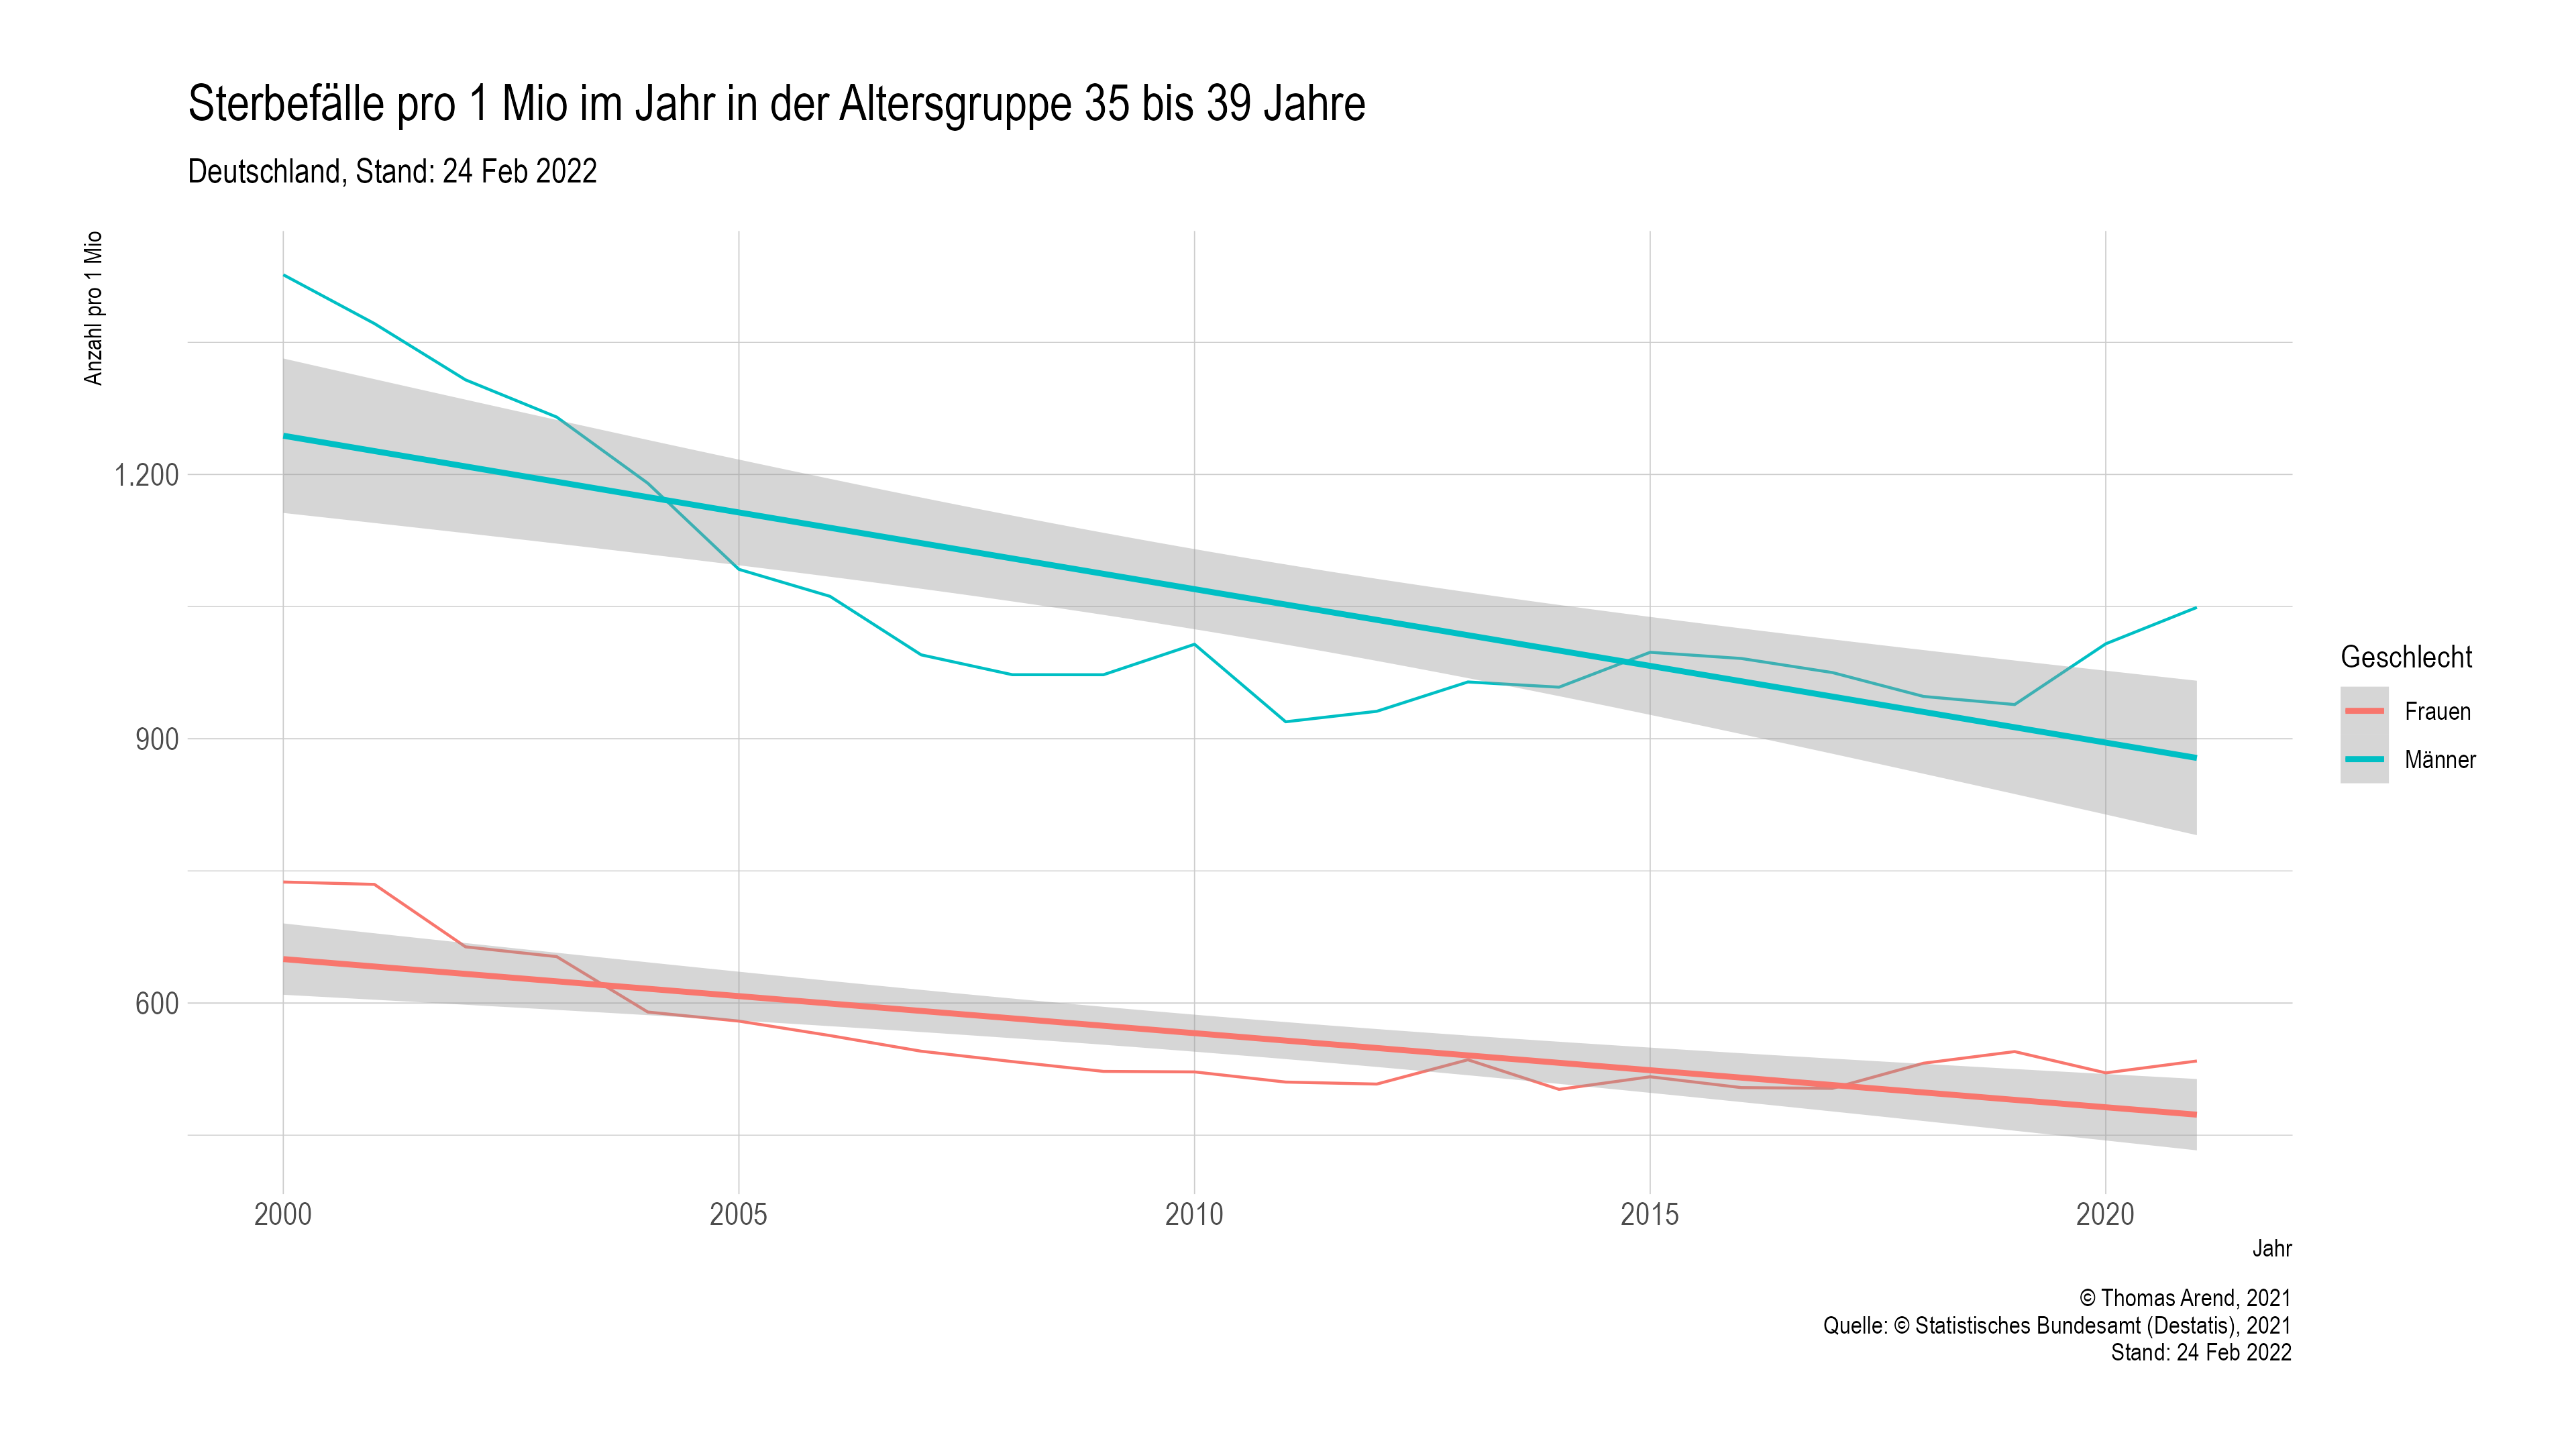 Sterbefälle pro 1 Mio im Jahr in der Altersgruppe 35 bis 39 Jahre
Deutschland, Stand: 24 Feb 2022
Anzahl pro 1 Mio
1.200
900
600
2000
2005
2010
2015
2020
Jahr
Geschlecht
Frauen
Männer
© Thomas Arend, 2021
Quelle: © Statistisches Bundesamt (Destatis), 2021
Stand: 24 Feb 2022